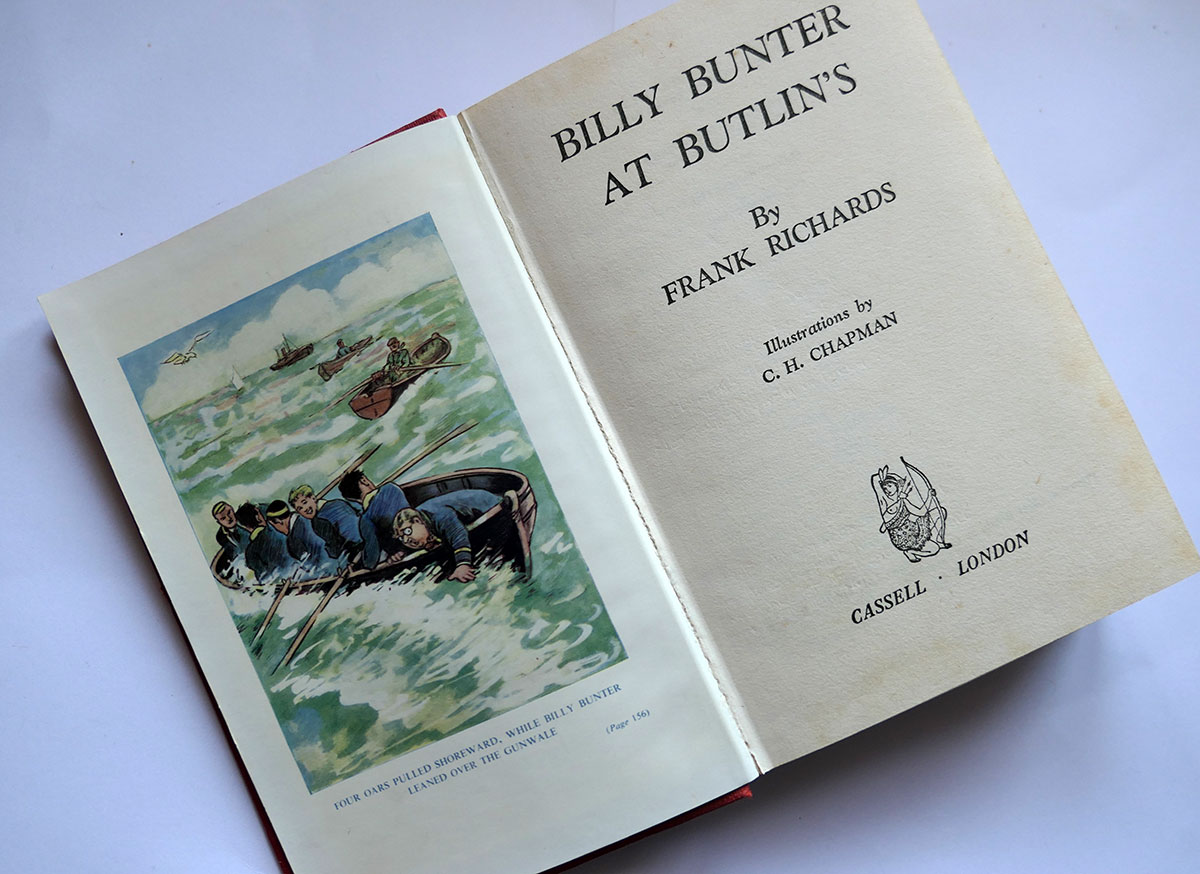 FOUR OARS PULLED SHOREWARD, WHILE BILLY BUNTER
LEANED OVER THE GUNWALE (Page 156)
BILLY BUNTER
AT BUTLIN'S
By
FRANK RICHARDS
Illustrations by
C. H. CHAPMAN
CASSELL · LONDON